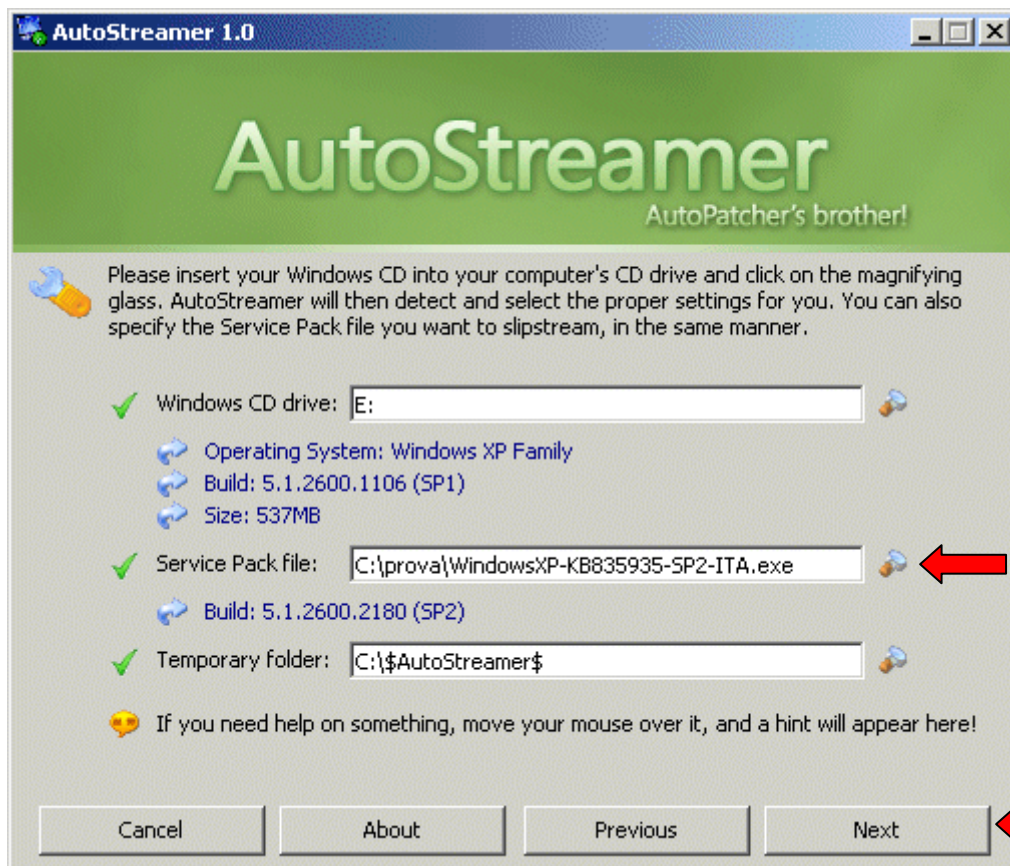 AutoStreamer 1.0
AutoStreamer
AutoPatcher's brother!
Please insert your Windows CD into your computer's CD drive and click on the magnifying
glass. AutoStreamer will then detect and select the proper settings for you. You can also
specify the Service Pack file you want to slipstream, in the same manner.
Windows CD drive: E:
Operating System: Windows XP Family
Build: 5.1.2600.1106 (SP1)
Size: 537MB
Service Pack file: C:\prova\WindowsXP-KB835935-SP2-ITA.exe
Build: 5.1.2600.2180 (SP2)
Temporary folder: C:\$AutoStreamer$
If you need help on something, move your mouse over it, and a hint will appear here!
Cancel About Previous Next